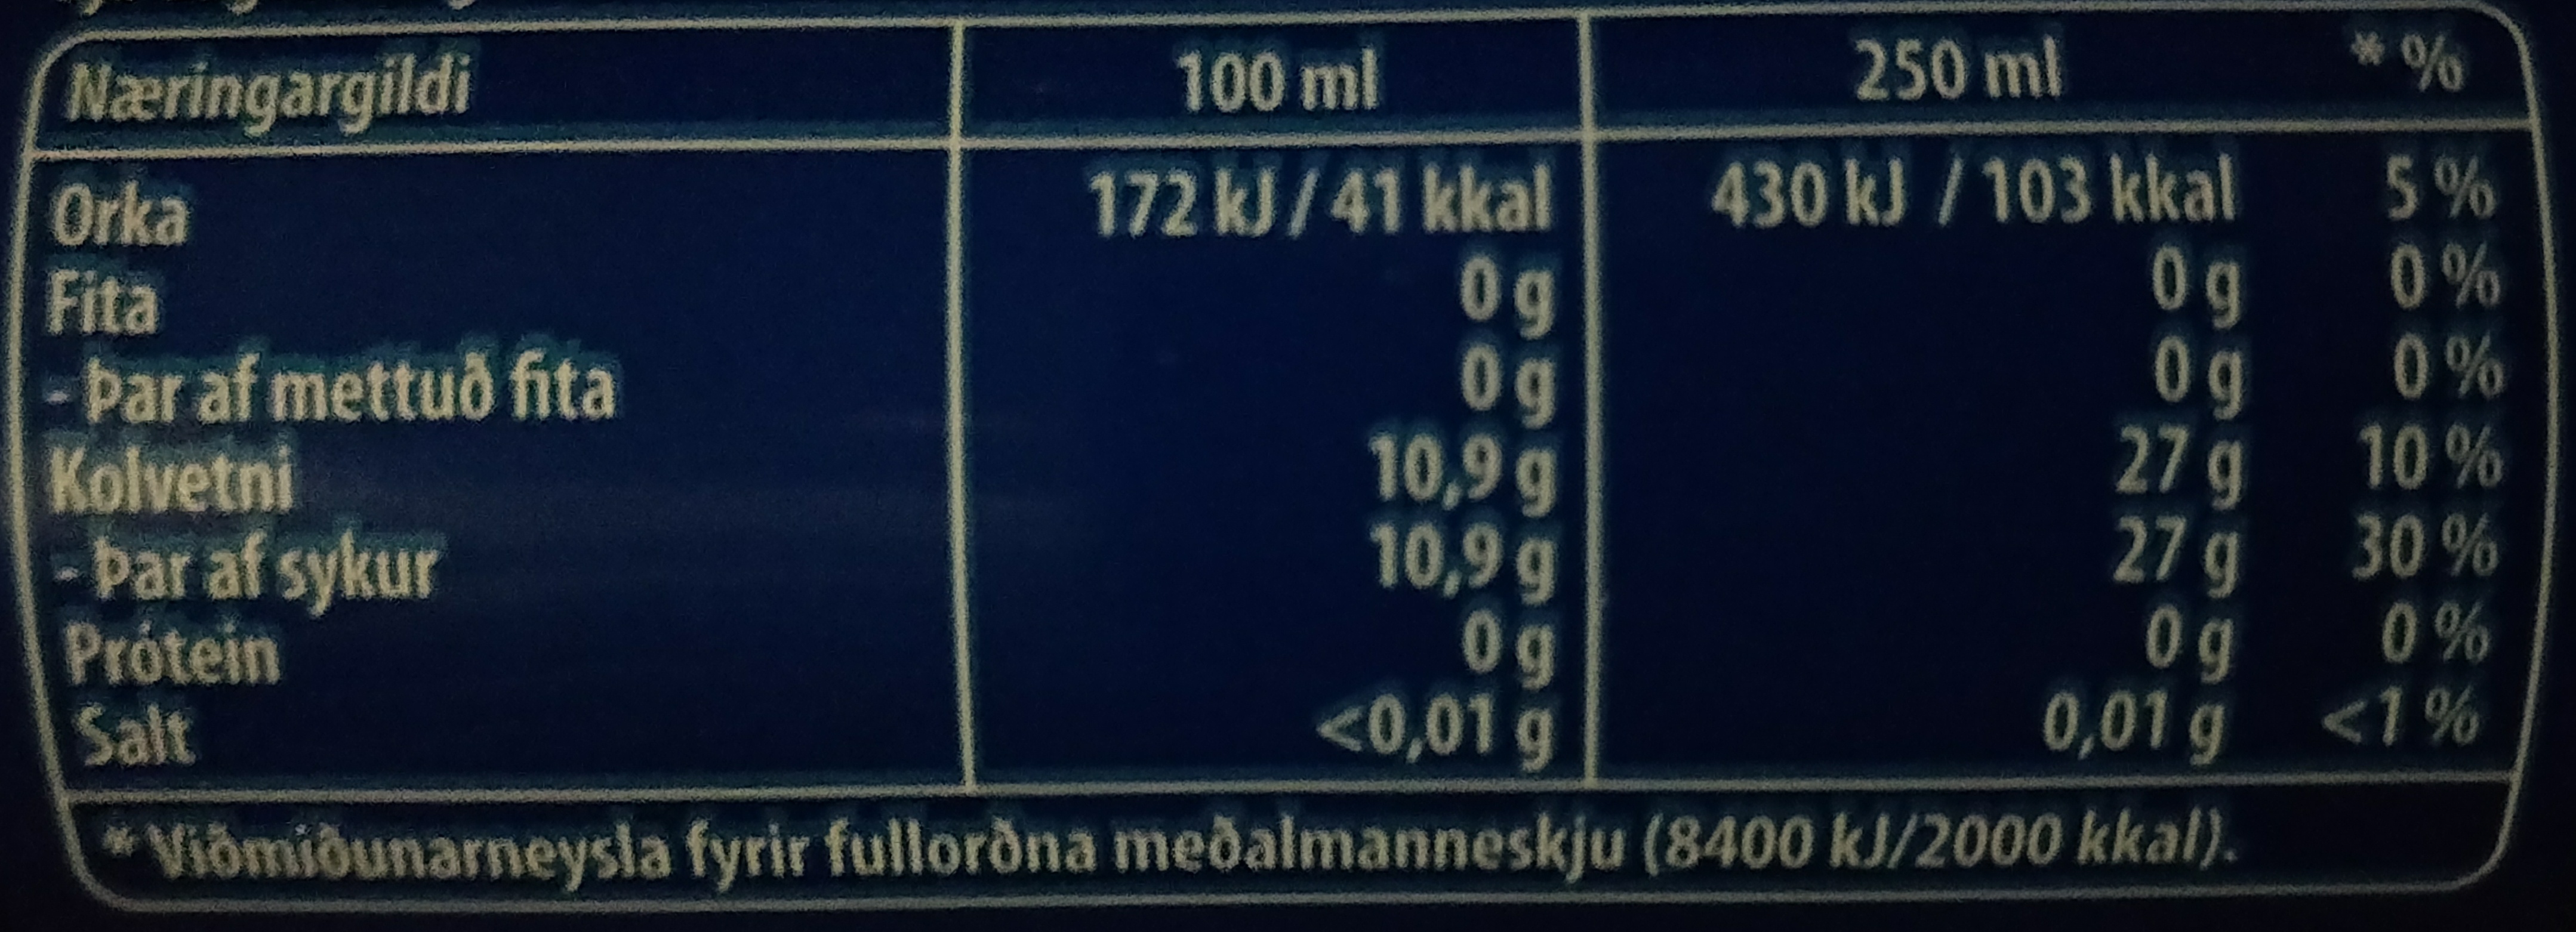 Næringargildi 100 ml 250 ml * %
Orka 172 kJ / 41 kkal 430 kJ / 103 kkal 5 %
Fita 0 g 0 g 0 %
- Þar af mettuð fita 0 g 0 g 0 %
Kolvetni 10,9 g 27 g 10 %
- Þar af sykur 10,9 g 27 g 30 %
Prótein 0 g 0 g 0 %
Salt <0,01 g 0,01 g <1 %
* Viðmiðunarneysla fyrir fullorðna meðalmanneskju (8400 kJ/2000 kkal).